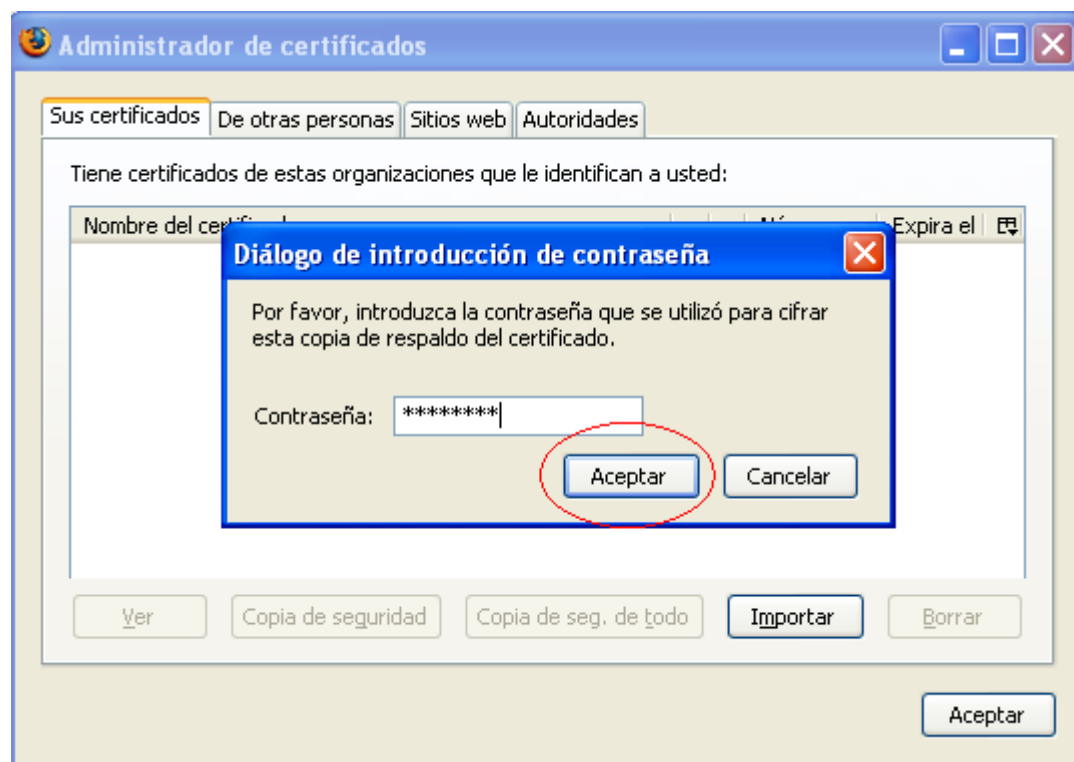 Administrador de certificados
Sus certificados De otras personas Sitios web Autoridades
Tiene certificados de estas organizaciones que le identifican a usted:
Nombre del Expira el
Diálogo de introducción de contraseña
Por favor, introduzca la contraseña que se utilizó para cifrar
esta copia de respaldo del certificado.
Contraseña: ********
Aceptar Cancelar
Ver Copia de seguridad Copia de seg. de todo Importar Borrar
Aceptar